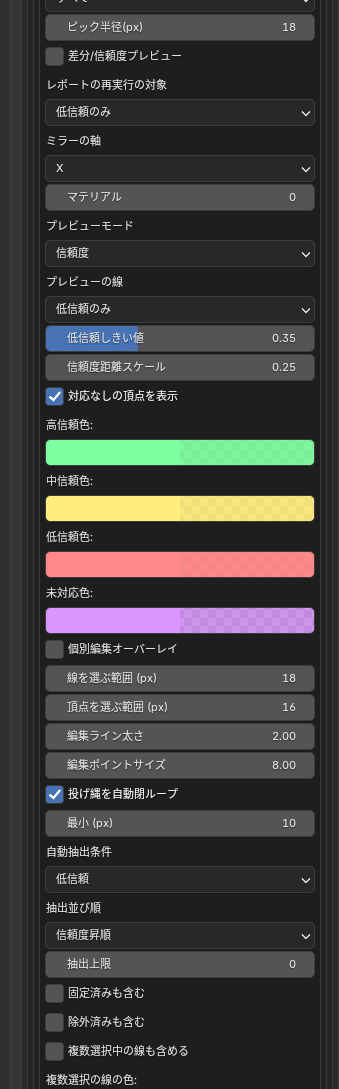 ピック半径(px) 18
差分/信頼度プレビュー
レポートの再実行の対象
低信頼のみ
ミラーの軸
X
マテリアル 0
プレビューモード
信頼度
プレビューの線
低信頼のみ
低信頼しきい値 0.35
信頼度距離スケール 0.25
対応なしの頂点を表示
高信頼色:
中信頼色:
低信頼色:
未対応色:
個別編集オーバーレイ
線を選ぶ範囲 (px) 18
頂点を選ぶ範囲 (px) 16
編集ライン太さ 2.00
編集ポイントサイズ 8.00
投げ縄を自動閉ループ
最小 (px) 10
自動抽出条件
低信頼
抽出並び順
信頼度昇順
抽出上限 0
固定済みも含む
除外済みも含む
複数選択中の線も含める
複数選択の線の色: